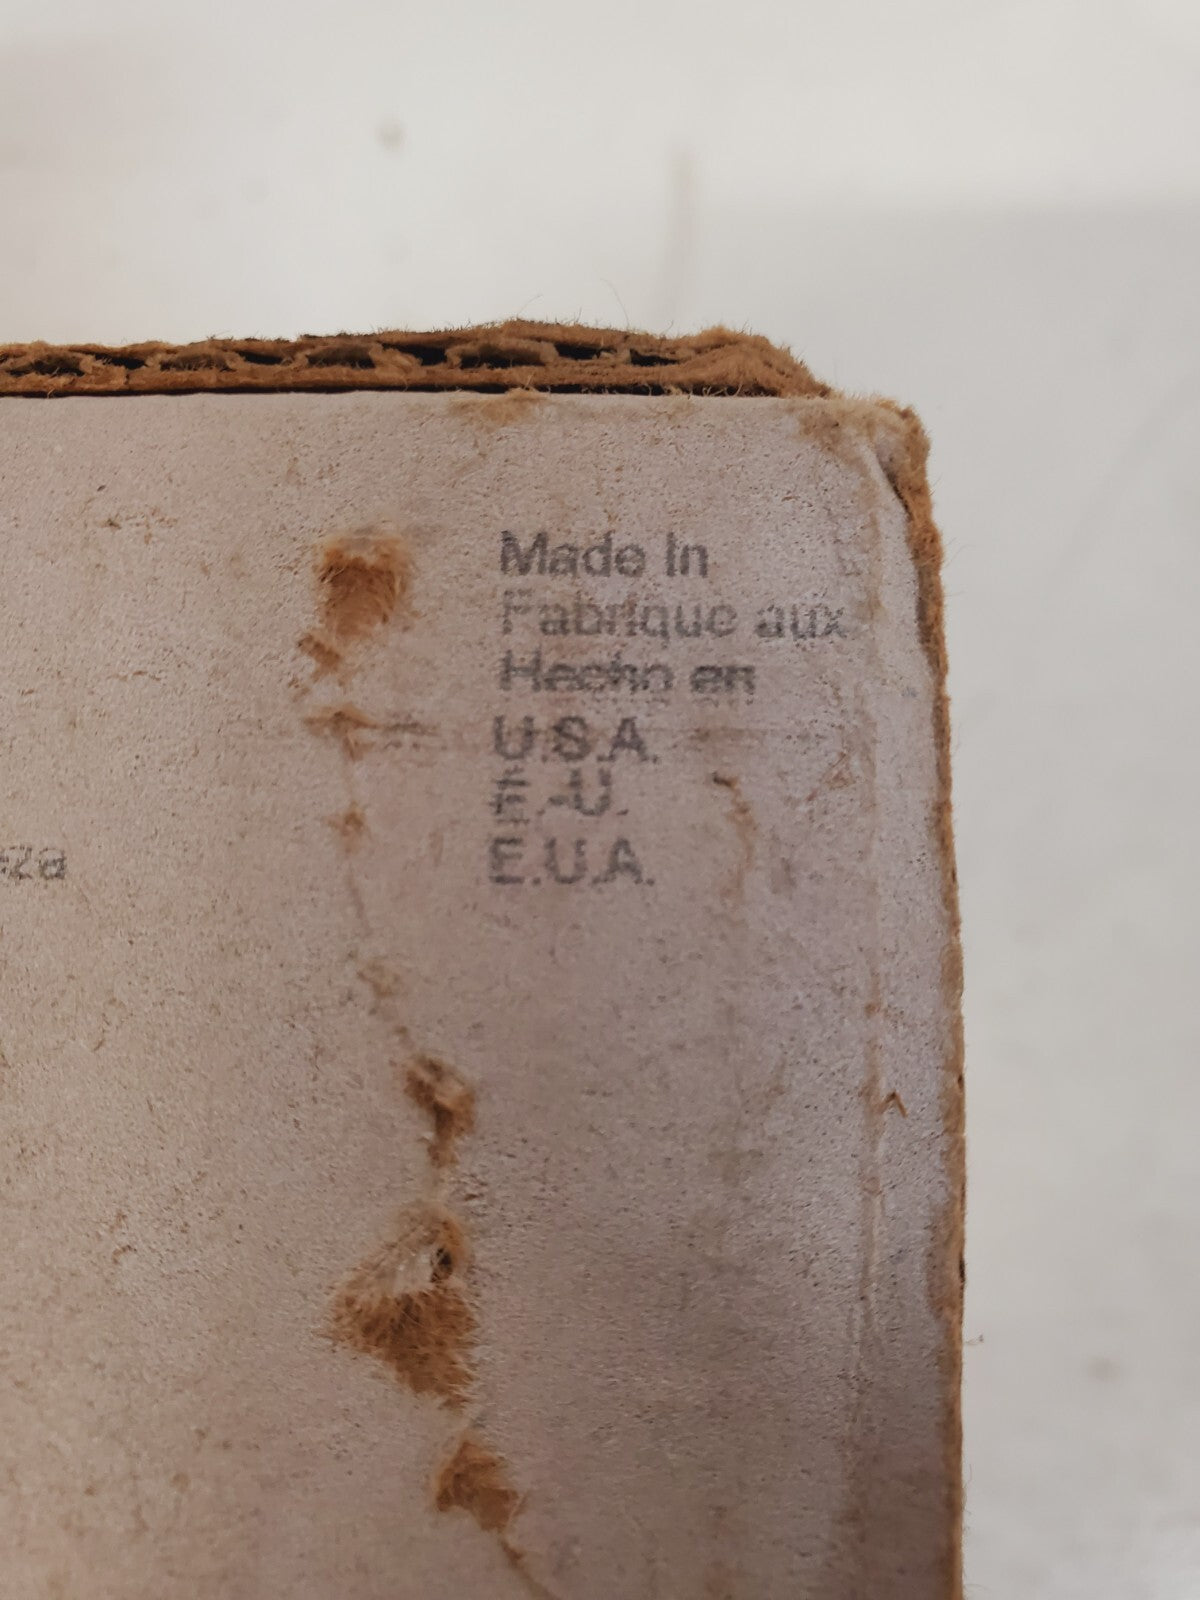 Made In
Fabrique aux
Hecho en
U.S.A.
É.-U.
E.U.A.